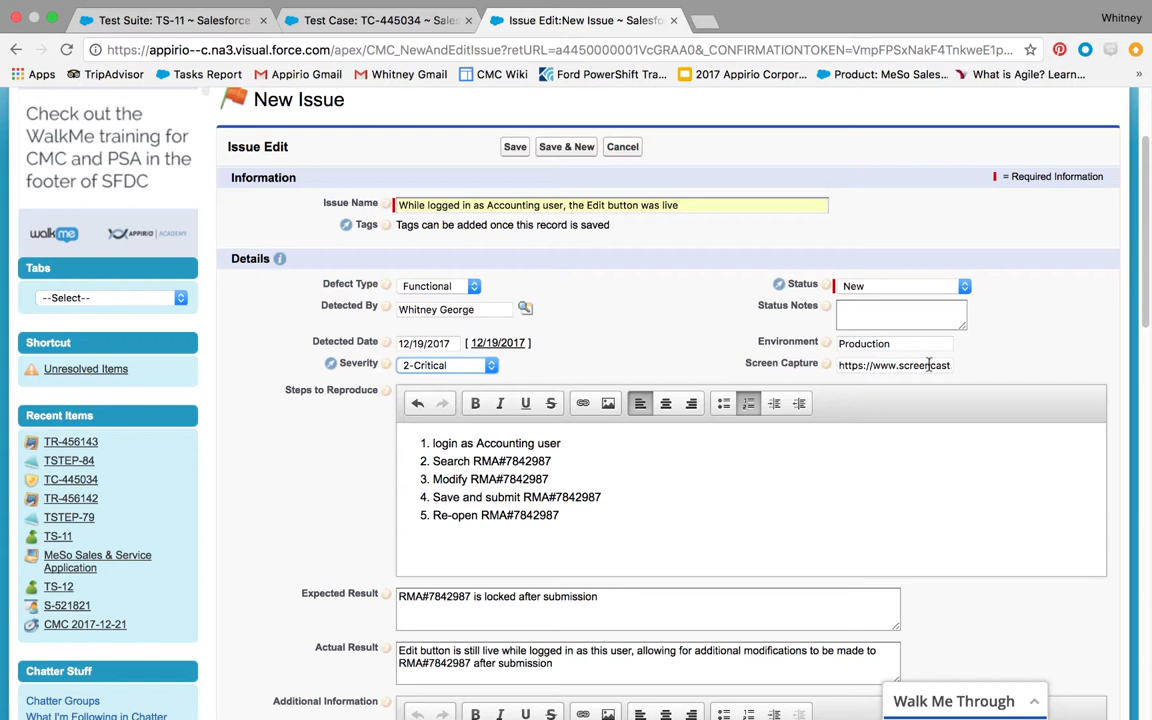 Test Suite: TS-11 ~ Salesforce
Test Case: TC-445034 ~ Sales
Issue Edit:New Issue ~ Salesfo
Whitney
https://appirio--c.na3.visual.force.com/apex/CMC_NewAndEditIssue?retURL=a4450000001VcGRAA0&_CONFIRMATIONTOKEN=VmpFPSxNakF4TnkweE1p...
Apps
TripAdvisor
Tasks Report
Appirio Gmail
Whitney Gmail
CMC Wiki
Ford PowerShift Tra...
2017 Appirio Corpor...
Product: MeSo Sales...
What is Agile? Learn...
»
Check out the
WalkMe training for
CMC and PSA in the
footer of SFDC
walkme
APPIRIO ACADEMY
Tabs
--Select--
Shortcut
Unresolved Items
Recent Items
TR-456143
TSTEP-84
TC-445034
TR-456142
TSTEP-79
TS-11
MeSo Sales & Service
Application
TS-12
S-521821
CMC 2017-12-21
Chatter Stuff
Chatter Groups
What I'm Following in Chatter
New Issue
Issue Edit
Save
Save & New
Cancel
Information
= Required Information
Issue Name
While logged in as Accounting user, the Edit button was live
Tags
Tags can be added once this record is saved
Details
Defect Type
Functional
Status
New
Detected By
Whitney George
Status Notes
Detected Date
12/19/2017
[ 12/19/2017 ]
Environment
Production
Severity
2-Critical
Screen Capture
https://www.screencast
Steps to Reproduce
B I U S
1. login as Accounting user
2. Search RMA#7842987
3. Modify RMA#7842987
4. Save and submit RMA#7842987
5. Re-open RMA#7842987
Expected Result
RMA#7842987 is locked after submission
Actual Result
Edit button is still live while logged in as this user, allowing for additional modifications to be made to
RMA#7842987 after submission
Additional Information
B I U S
Walk Me Through